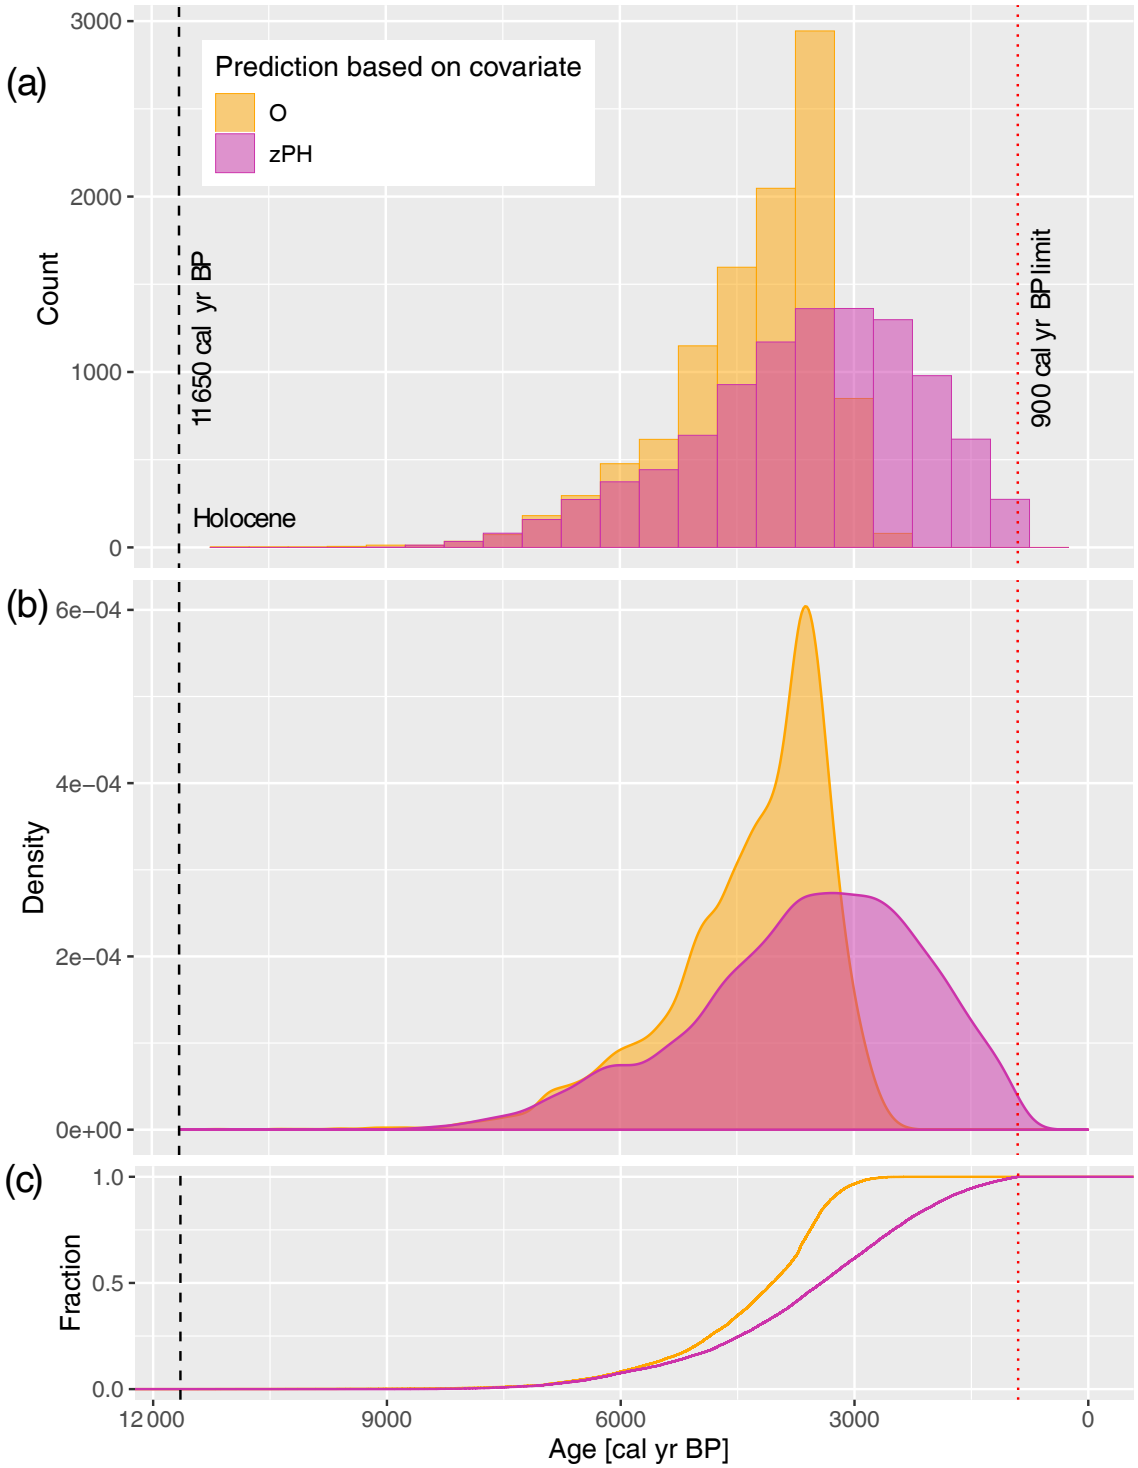 (a)
3000
2000
1000
0
Count
Prediction based on covariate
O
zPH
11650 cal yr BP
900 cal yr BP limit
Holocene
(b)
6e−04
4e−04
2e−04
0e+00
Density
(c)
1.0
0.5
0.0
Fraction
12000 9000 6000 3000 0
Age [cal yr BP]